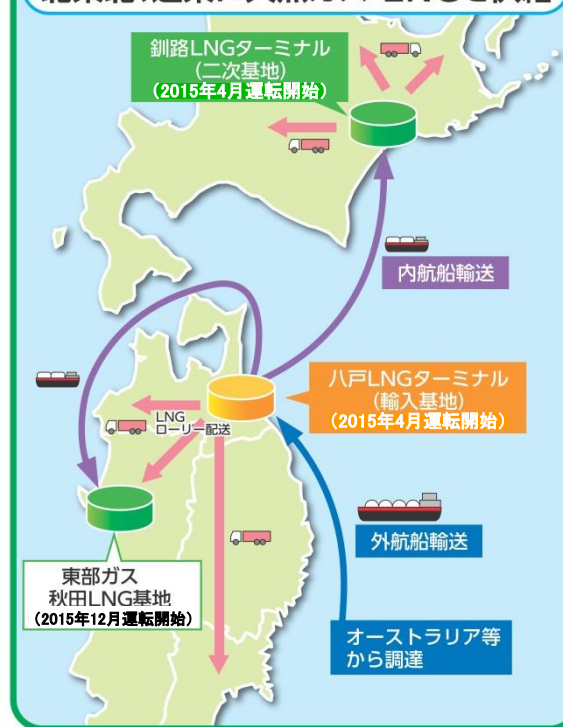 釧路LNGターミナル
(二次基地)
(2015年4月運転開始)
内航船輸送
八戸LNGターミナル
(輸入基地)
(2015年4月運転開始)
LNG
ローリー配送
外航船輸送
東部ガス
秋田LNG基地
(2015年12月運転開始)
オーストラリア等
から調達